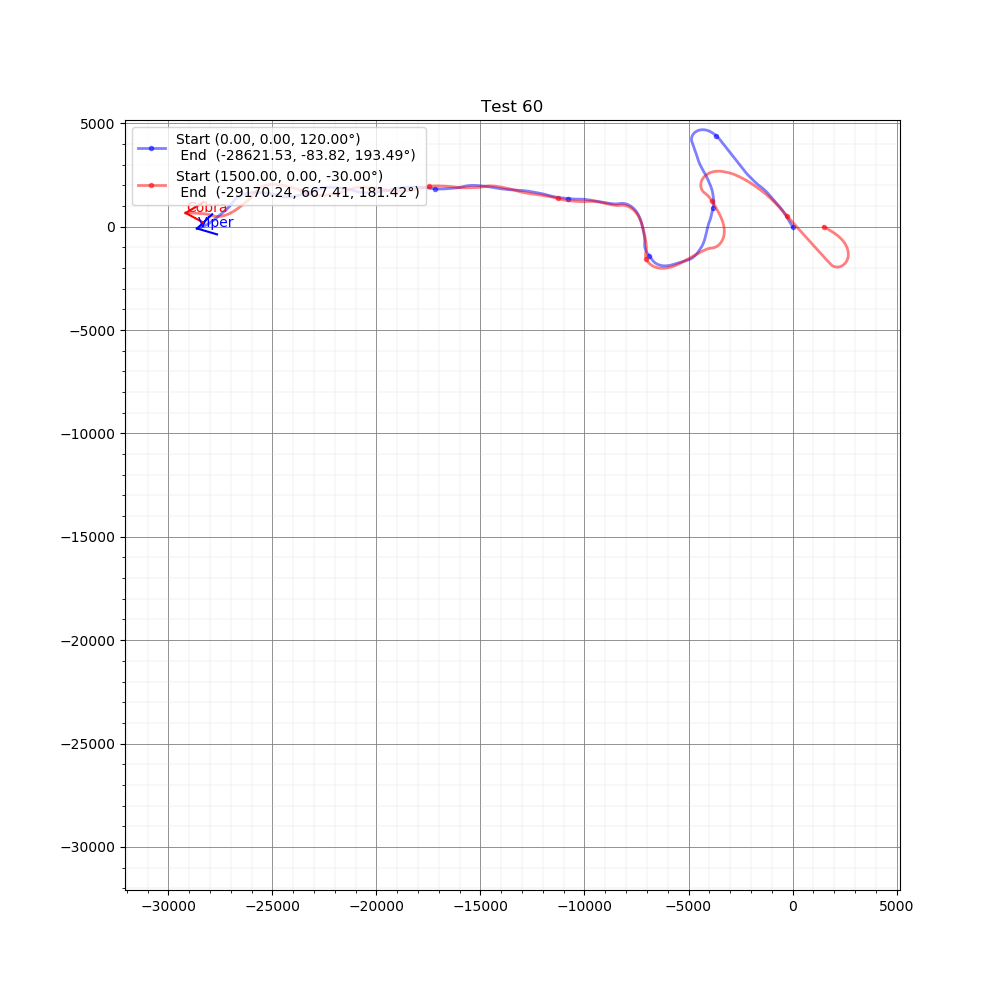 Test 60
Start (0.00, 0.00, 120.00°)
End (-28621.53, -83.82, 193.49°)
Start (1500.00, 0.00, -30.00°)
End (-29170.24, 667.41, 181.42°)
Cobra
Viper
5000
0
−5000
−10000
−15000
−20000
−25000
−30000
−30000 −25000 −20000 −15000 −10000 −5000 0 5000